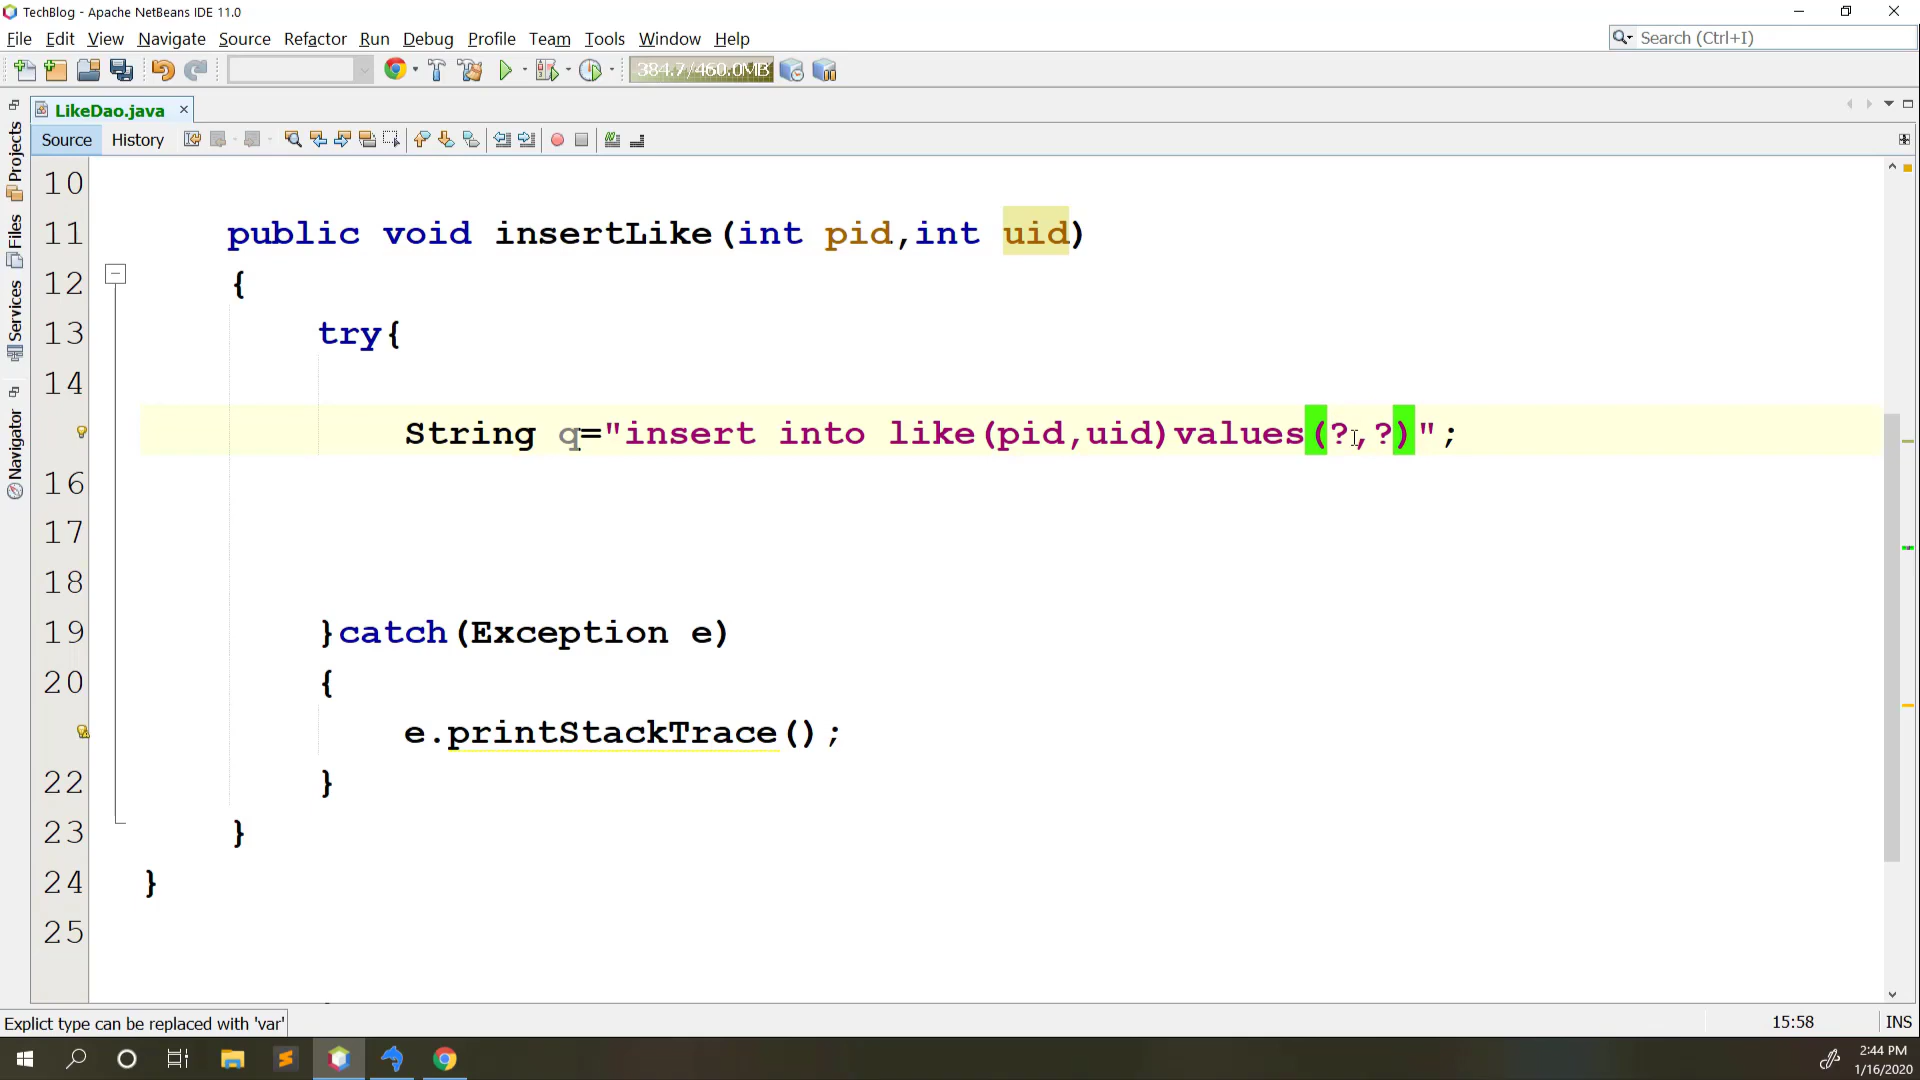 TechBlog - Apache NetBeans IDE 11.0
File Edit View Navigate Source Refactor Run Debug Profile Team Tools Window Help
Search (Ctrl+I)
384.7/460.0MB
LikeDao.java
Source History
Projects
Files
Services
Navigator
10
11 public void insertLike(int pid,int uid)
12 {
13 try{
14
String q="insert into like(pid,uid)values(?,?)";
16
17
18
19 }catch(Exception e)
20 {
e.printStackTrace();
22 }
23 }
24 }
25
Explict type can be replaced with 'var'
15:58 INS
2:44 PM
1/16/2020